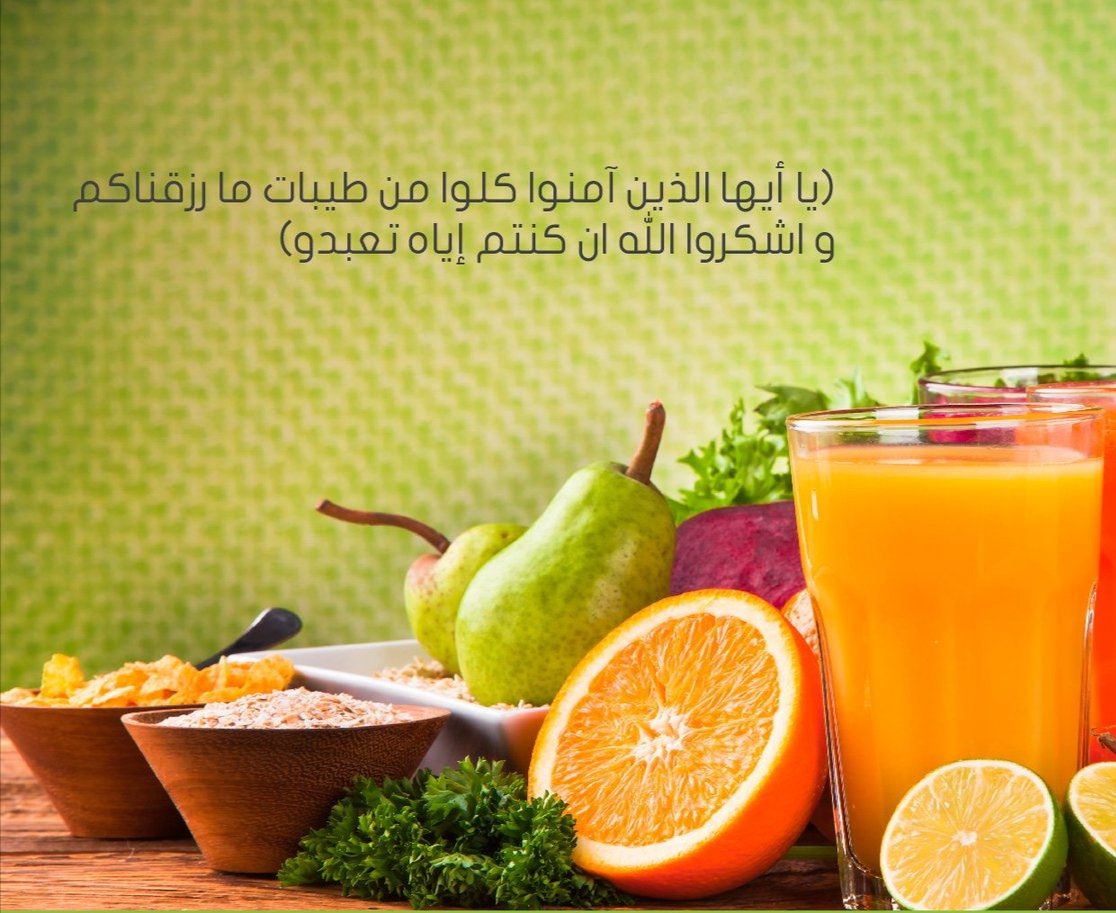 (يا أيها الذين آمنوا كلوا من طيبات ما رزقناكم
و اشكروا الله ان كنتم إياه تعبدو)